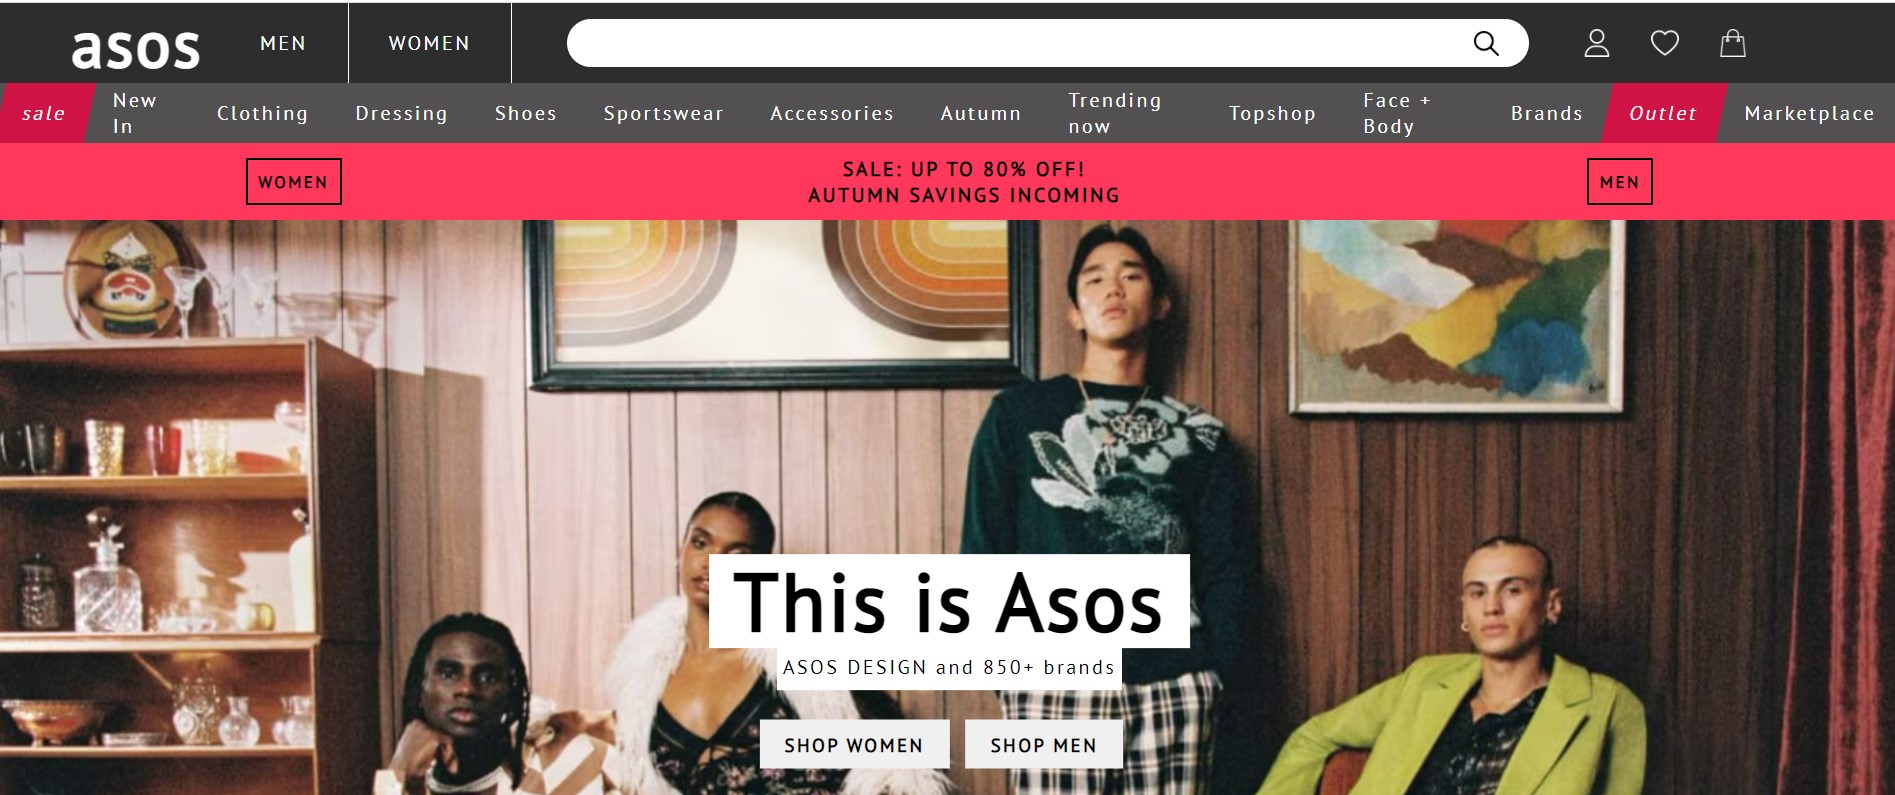 asos
MEN
WOMEN
sale
New
In
Clothing
Dressing
Shoes
Sportswear
Accessories
Autumn
Trending
now
Topshop
Face +
Body
Brands
Outlet
Marketplace
WOMEN
SALE: UP TO 80% OFF!
AUTUMN SAVINGS INCOMING
MEN
This is Asos
ASOS DESIGN and 850+ brands
SHOP WOMEN
SHOP MEN